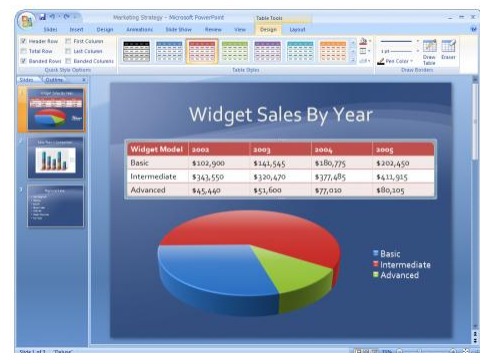 Marketing Strategy - Microsoft PowerPoint
Table Tools
Slides Insert Design Animations Slide Show Review View Design Layout
Header Row First Column
Total Row Last Column
Banded Rows Banded Columns
Quick Style Options
Table Styles
1 pt
Pen Color
Draw Table
Eraser
Draw Borders
Slides Outline
Widget Sales By Year
Widget Model 2002 2003 2004 2005
Basic $102,900 $141,545 $180,775 $202,450
Intermediate $343,550 $320,470 $377,485 $411,915
Advanced $45,440 $51,600 $77,010 $80,105
Basic
Intermediate
Advanced